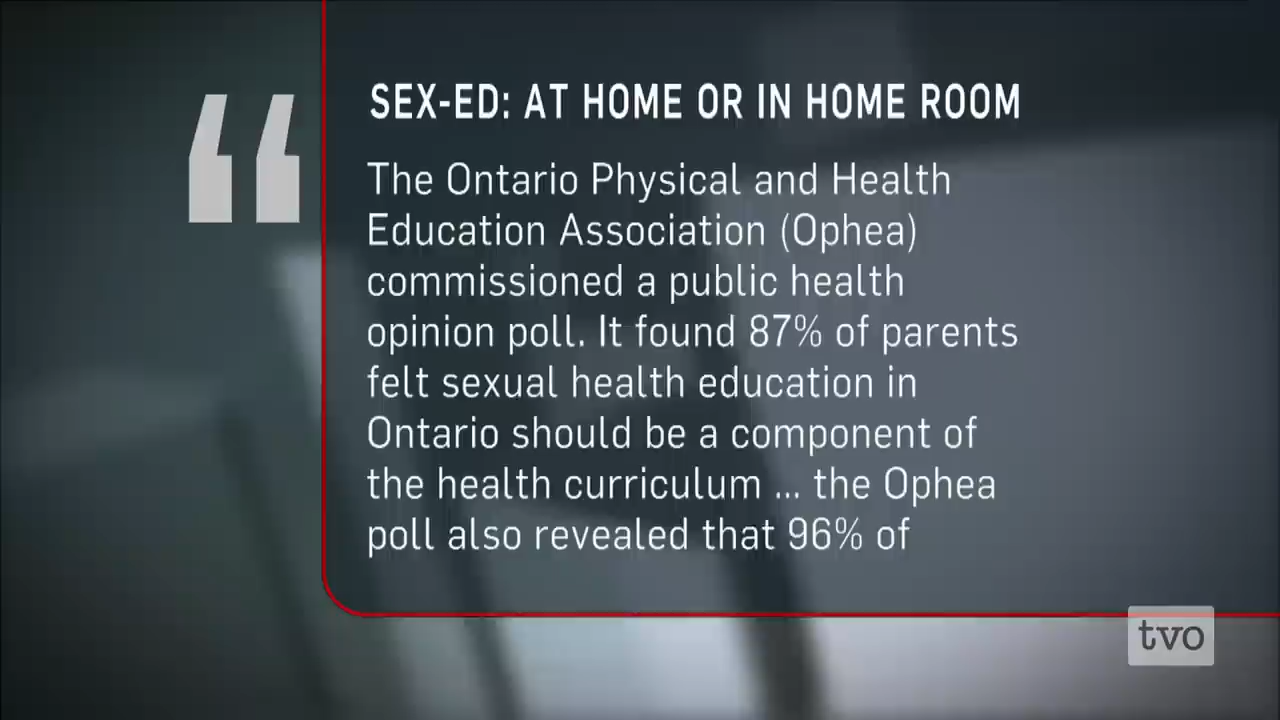 “
SEX-ED: AT HOME OR IN HOME ROOM
The Ontario Physical and Health
Education Association (Ophea)
commissioned a public health
opinion poll. It found 87% of parents
felt sexual health education in
Ontario should be a component of
the health curriculum ... the Ophea
poll also revealed that 96% of
tvo